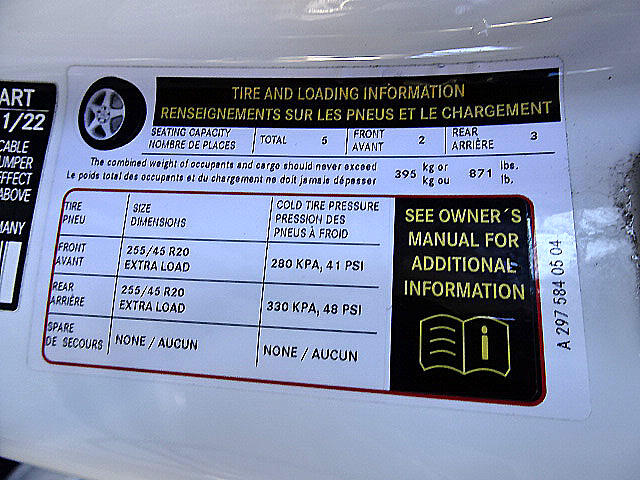 ART
1/22
CABLE
UMPER
EFFECT
ABOVE
MANY
TIRE AND LOADING INFORMATION
RENSEIGNEMENTS SUR LES PNEUS ET LE CHARGEMENT
SEATING CAPACITY
NOMBRE DE PLACES
TOTAL 5
FRONT
AVANT
2
REAR
ARRIÈRE
3
The combined weight of occupants and cargo should never exceed
Le poids total des occupants et du chargement ne doit jamais dépasser
395
kg or
kg ou
871
lbs.
lb.
TIRE
PNEU
SIZE
DIMENSIONS
COLD TIRE PRESSURE
PRESSION DES
PNEUS À FROID
FRONT
AVANT
255/45 R20
EXTRA LOAD
280 KPA, 41 PSI
REAR
ARRIÈRE
255/45 R20
EXTRA LOAD
330 KPA, 48 PSI
SPARE
DE SECOURS
NONE / AUCUN
NONE / AUCUN
SEE OWNER´S
MANUAL FOR
ADDITIONAL
INFORMATION
A 297 584 05 04